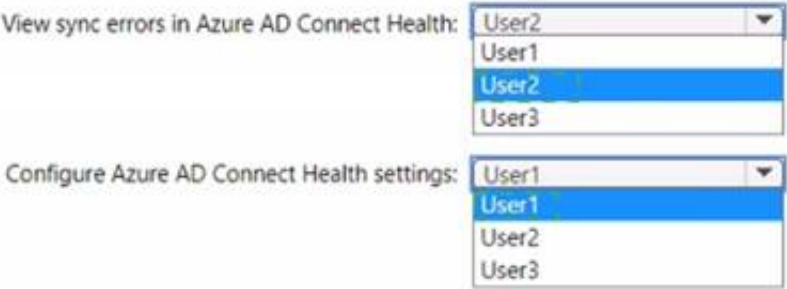 View sync errors in Azure AD Connect Health: User2
User1
User2
User3
Configure Azure AD Connect Health settings: User1
User1
User2
User3